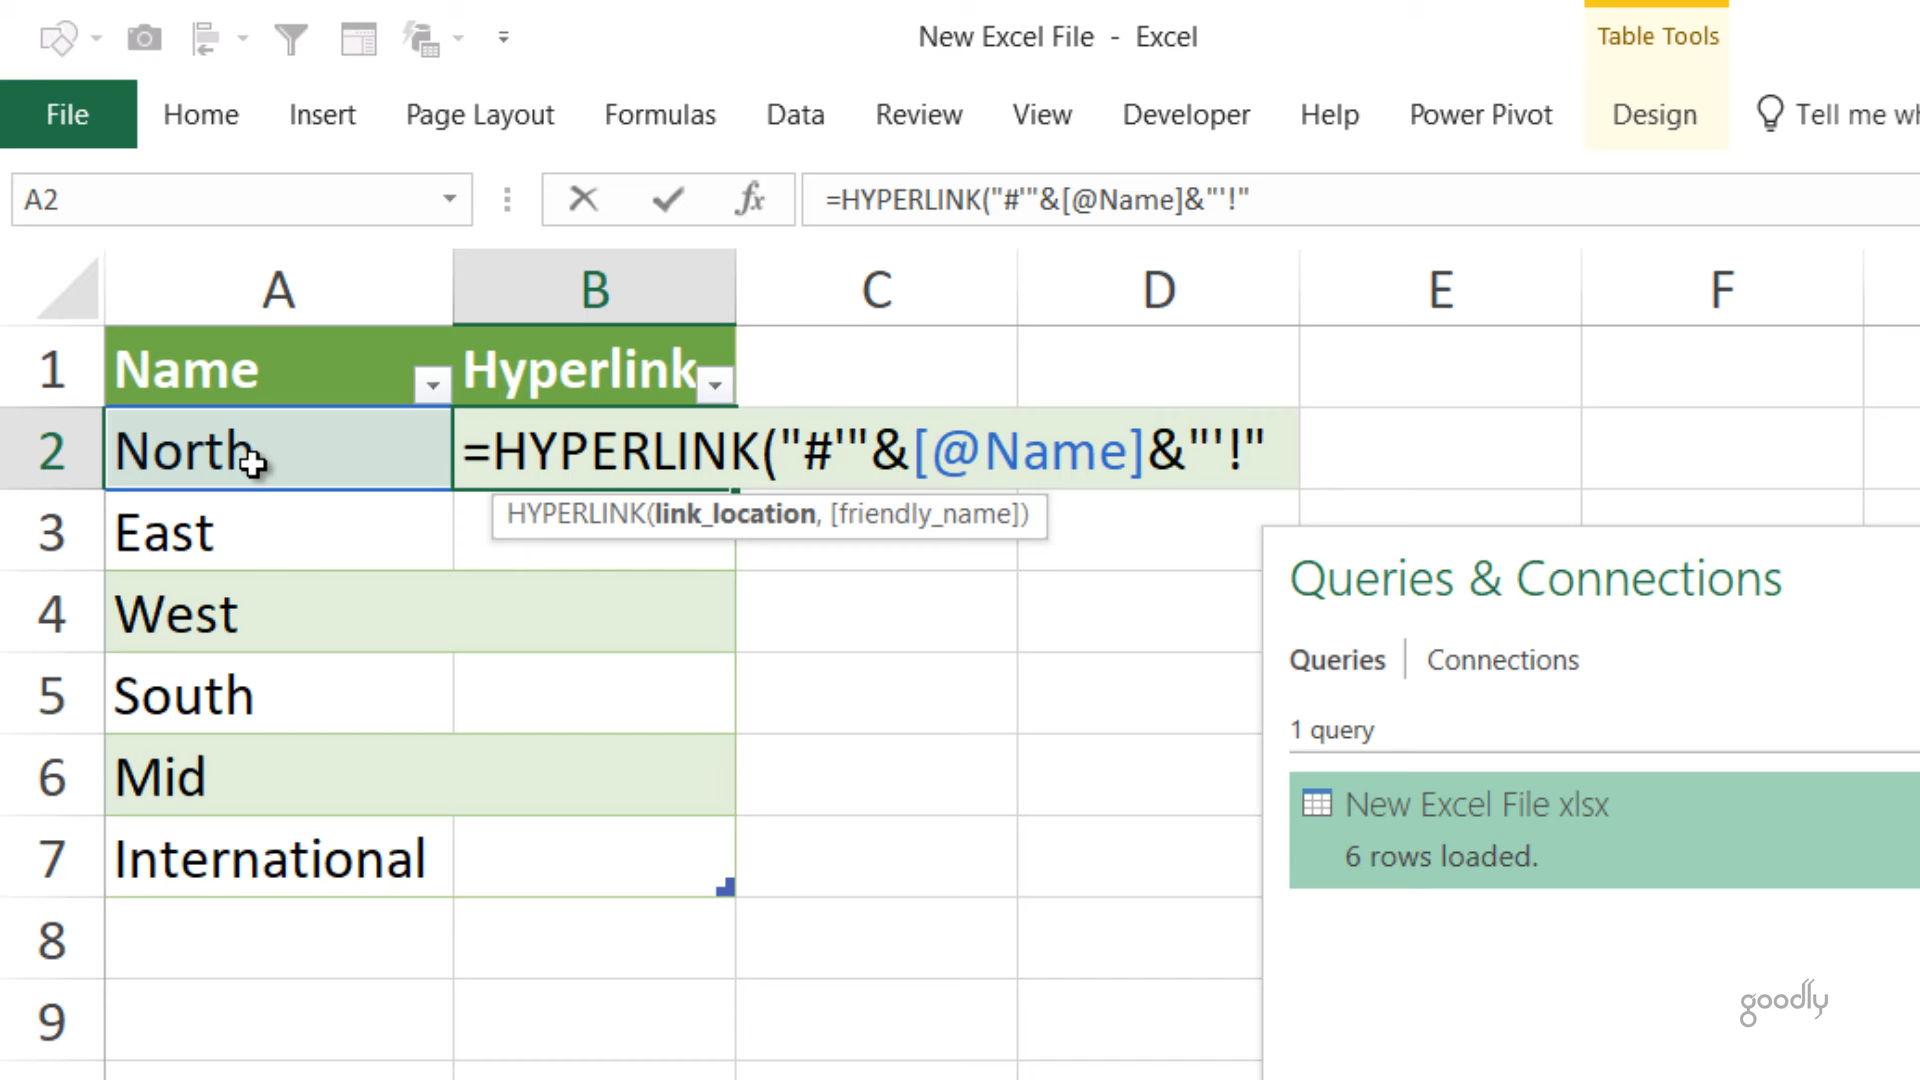 New Excel File - Excel
Table Tools
File Home Insert Page Layout Formulas Data Review View Developer Help Power Pivot Design Tell me wh
A2 fx =HYPERLINK("#'"&[@Name]&"'!"
A B C D E F
1 Name Hyperlink
2 North =HYPERLINK("#'"&[@Name]&"'!"
HYPERLINK(link_location, [friendly_name])
3 East
4 West
5 South
6 Mid
7 International
8
9
Queries & Connections
Queries Connections
1 query
New Excel File xlsx
6 rows loaded.
goodly